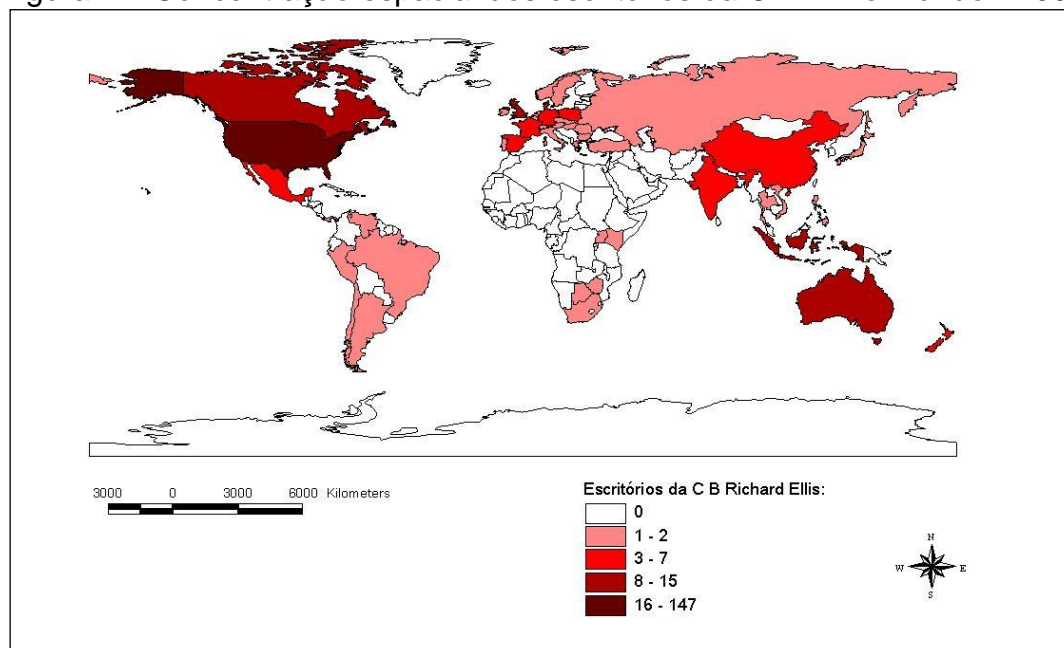 3000 0 3000 6000 Kilometers
Escritórios da C B Richard Ellis:
0
1 - 2
3 - 7
8 - 15
16 - 147
N
W E
S